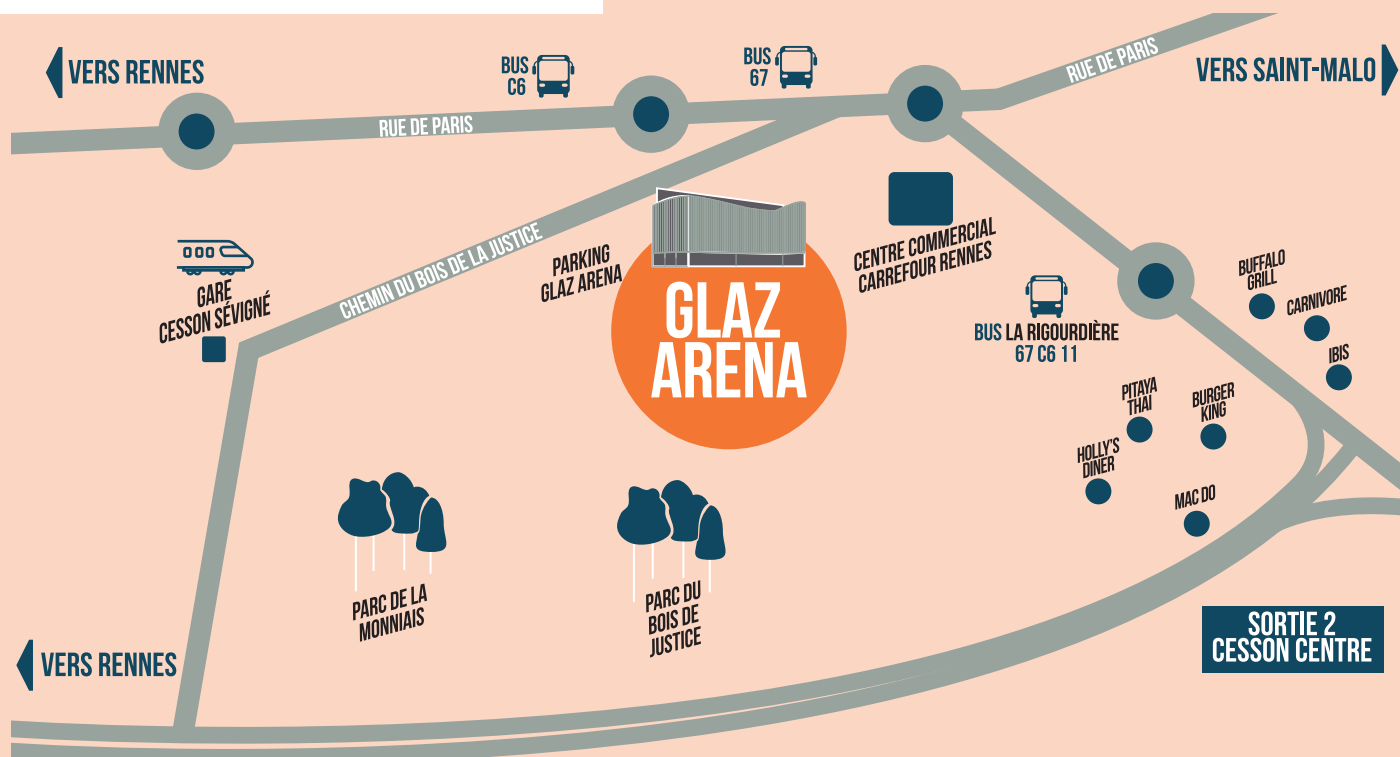 VERS RENNES
BUS
C6
BUS
67
RUE DE PARIS
VERS SAINT-MALO
RUE DE PARIS
CHEMIN DU BOIS DE LA JUSTICE
GARE
CESSON SÉVIGNÉ
PARKING
GLAZ ARENA
GLAZ
ARENA
CENTRE COMMERCIAL
CARREFOUR RENNES
BUS LA RIGOURDIÈRE
67 C6 11
BUFFALO
GRILL
CARNIVORE
IBIS
PITAYA
THAI
BURGER
KING
HOLLY'S
DINER
MAC DO
PARC DE LA
MONNIAIS
PARC DU
BOIS DE
JUSTICE
VERS RENNES
SORTIE 2
CESSON CENTRE